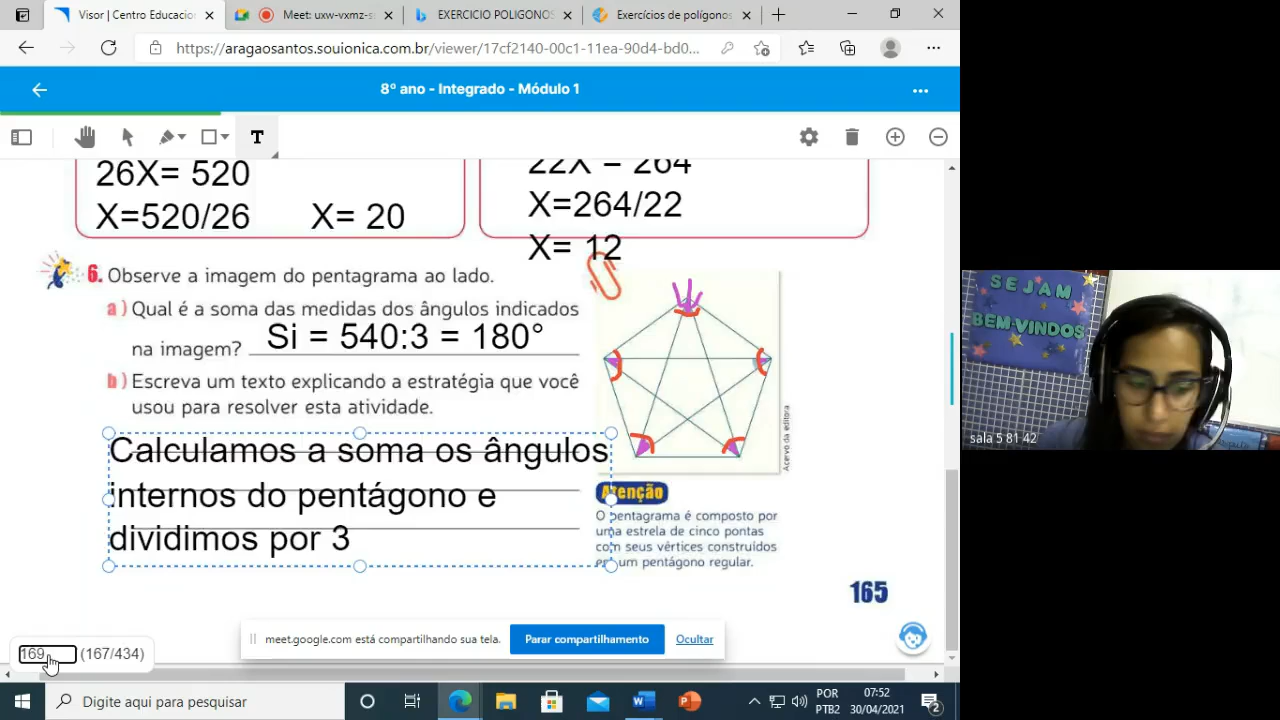 Visor | Centro Educacio
Meet: uxw-vxmz-s
EXERCICIO POLIGONOS
Exercícios de polígonos
https://aragaosantos.souionica.com.br/viewer/17cf2140-00c1-11ea-90d4-bd0...
8º ano - Integrado - Módulo 1
T
26X= 520
X=520/26 X= 20
22X = 264
X=264/22
X= 12
6. Observe a imagem do pentagrama ao lado.
a) Qual é a soma das medidas dos ângulos indicados
na imagem? Si = 540:3 = 180°
b) Escreva um texto explicando a estratégia que você
usou para resolver esta atividade.
Calculamos a soma os ângulos
internos do pentágono e
dividimos por 3
Acervo da editora
Atenção
O pentagrama é composto por
uma estrela de cinco pontas
com seus vértices construídos
em um pentágono regular.
165
meet.google.com está compartilhando sua tela.
Parar compartilhamento
Ocultar
169 (167/434)
Digite aqui para pesquisar
POR
PTB2
07:52
30/04/2021
2
SEJAM
BEM-VINDOS
sala 5 81 42